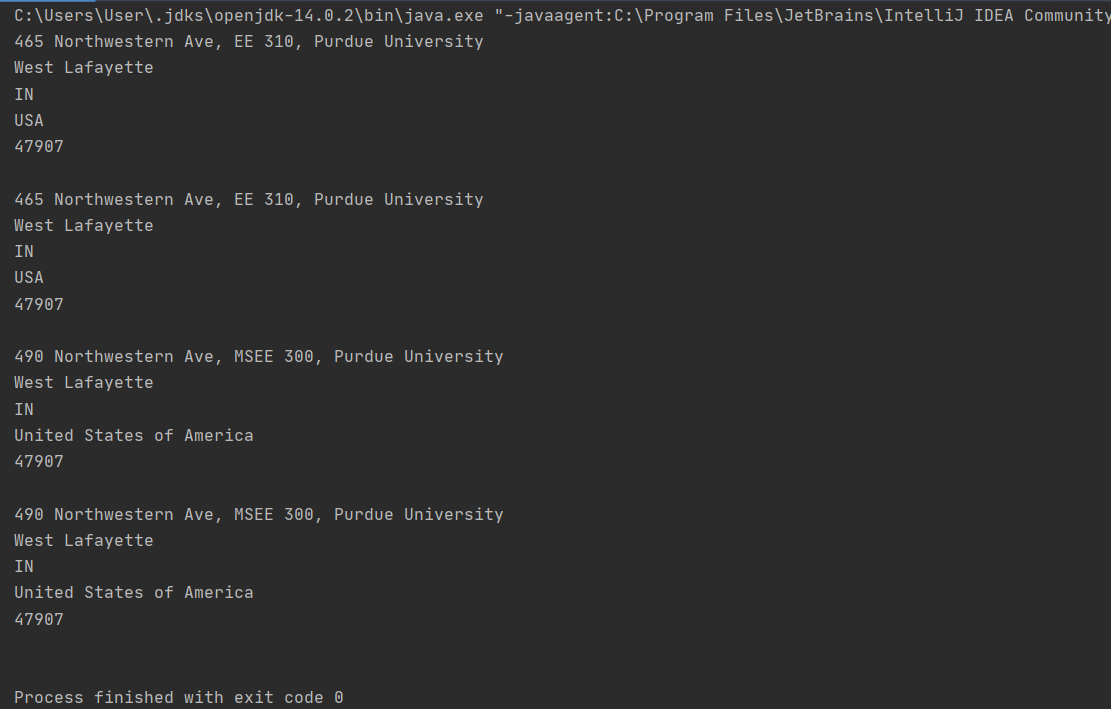 C:\Users\User\.jdks\openjdk-14.0.2\bin\java.exe "-javaagent:C:\Program Files\JetBrains\IntelliJ IDEA Community
465 Northwestern Ave, EE 310, Purdue University
West Lafayette
IN
USA
47907
465 Northwestern Ave, EE 310, Purdue University
West Lafayette
IN
USA
47907
490 Northwestern Ave, MSEE 300, Purdue University
West Lafayette
IN
United States of America
47907
490 Northwestern Ave, MSEE 300, Purdue University
West Lafayette
IN
United States of America
47907
Process finished with exit code 0